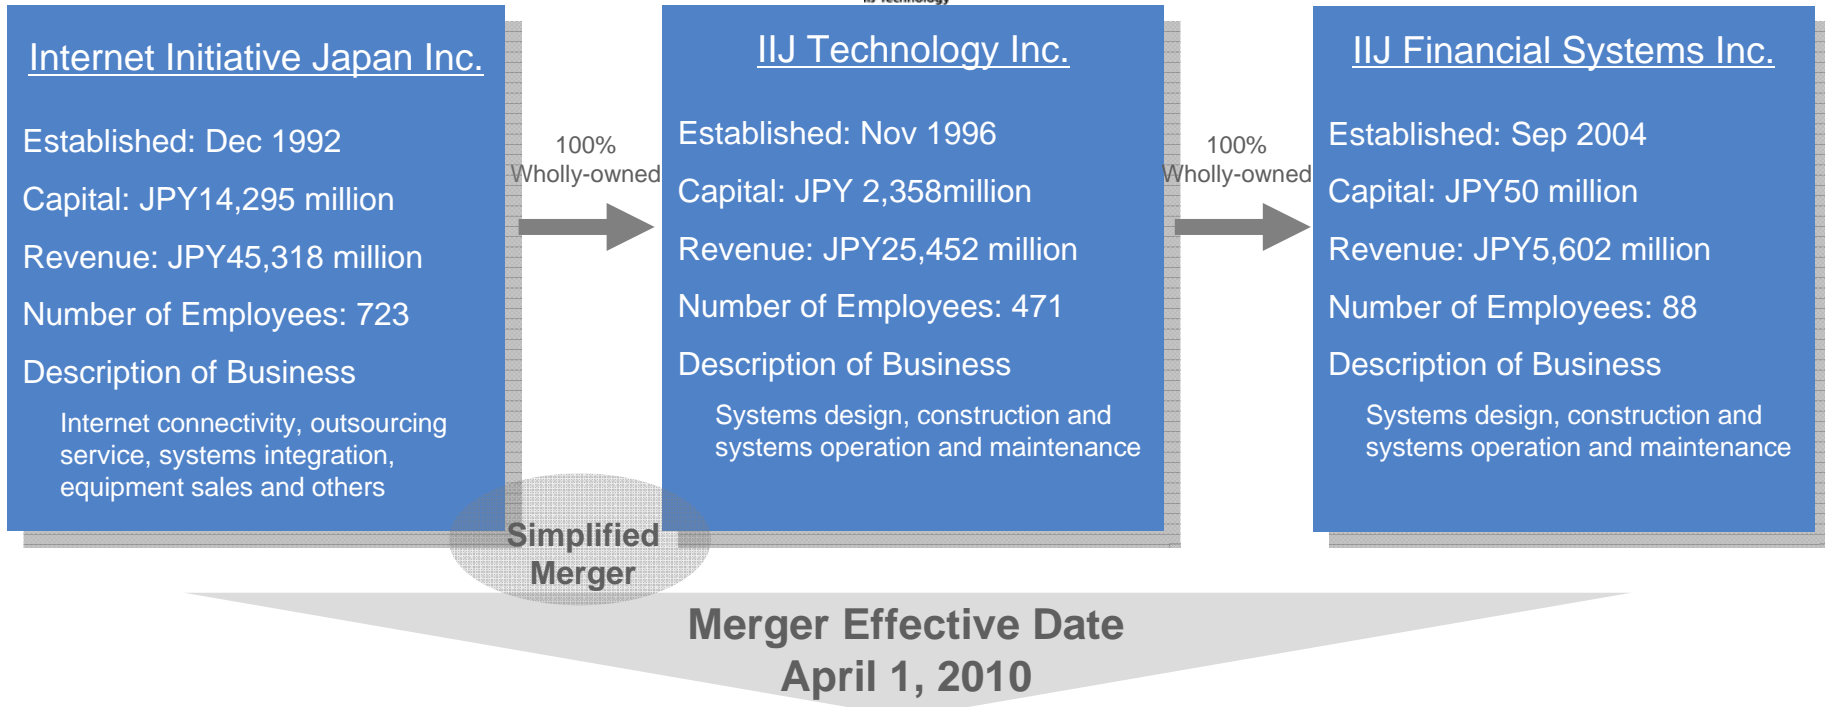 IIJ Technology
Internet Initiative Japan Inc.
Established: Dec 1992
Capital: JPY14,295 million
Revenue: JPY45,318 million
Number of Employees: 723
Description of Business
Internet connectivity, outsourcing
service, systems integration,
equipment sales and others
100%
Wholly-owned
IIJ Technology Inc.
Established: Nov 1996
Capital: JPY 2,358million
Revenue: JPY25,452 million
Number of Employees: 471
Description of Business
Systems design, construction and
systems operation and maintenance
100%
Wholly-owned
IIJ Financial Systems Inc.
Established: Sep 2004
Capital: JPY50 million
Revenue: JPY5,602 million
Number of Employees: 88
Description of Business
Systems design, construction and
systems operation and maintenance
Simplified
Merger
Merger Effective Date
April 1, 2010